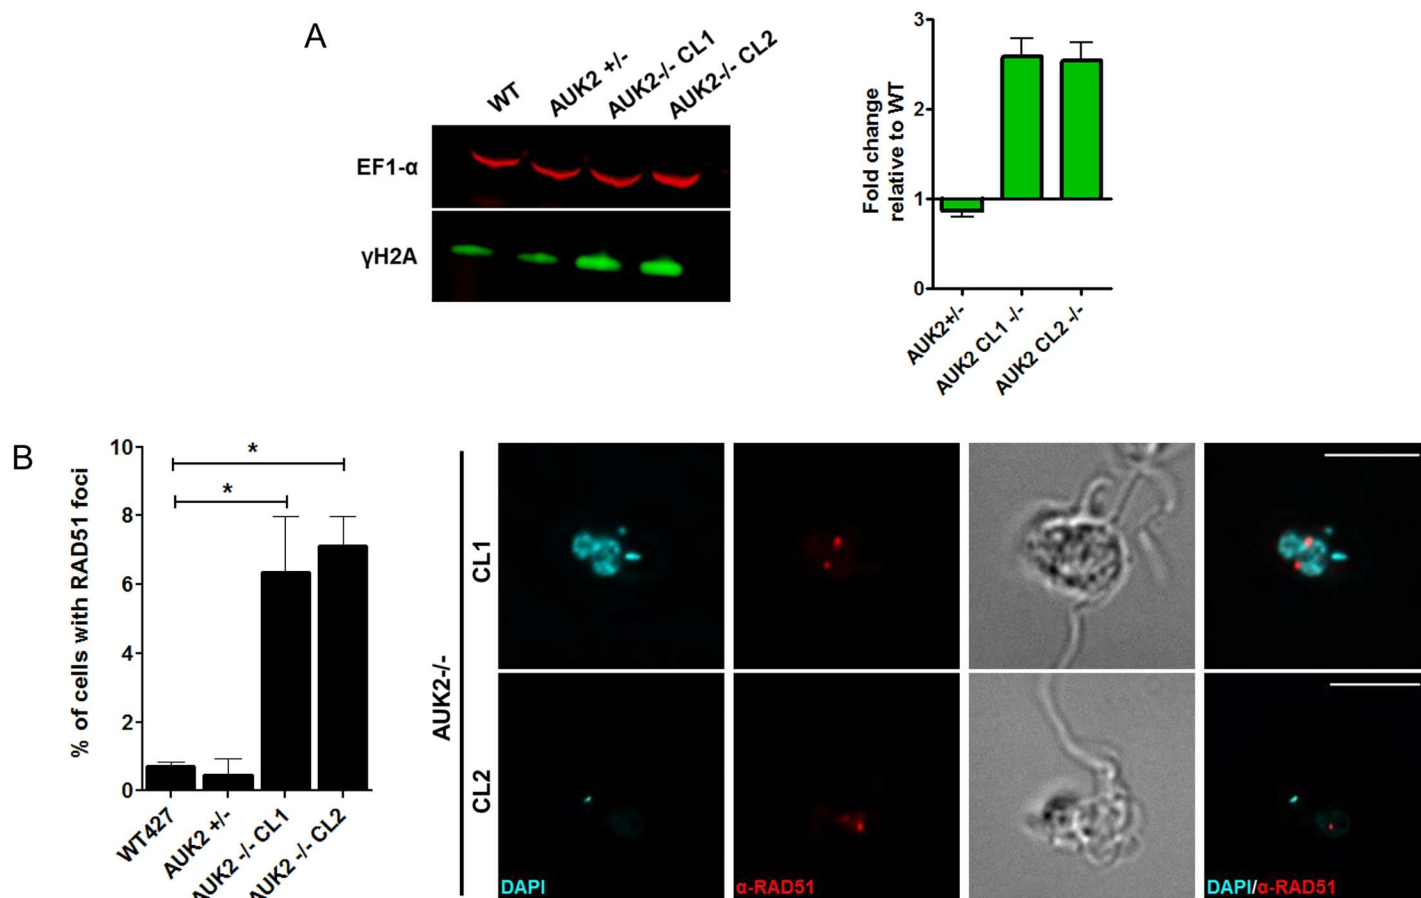 A
WT
AUK2 +/-
AUK2-/- CL1
AUK2-/- CL2
EF1-α
γH2A
Fold change
relative to WT
3
2
1
0
AUK2+/-
AUK2 CL1 -/-
AUK2 CL2 -/-
B
% of cells with RAD51 foci
10
8
6
4
2
0
*
*
WT427
AUK2 +/-
AUK2 -/- CL1
AUK2 -/- CL2
AUK2-/-
CL1
CL2
DAPI
α-RAD51
DAPI/α-RAD51